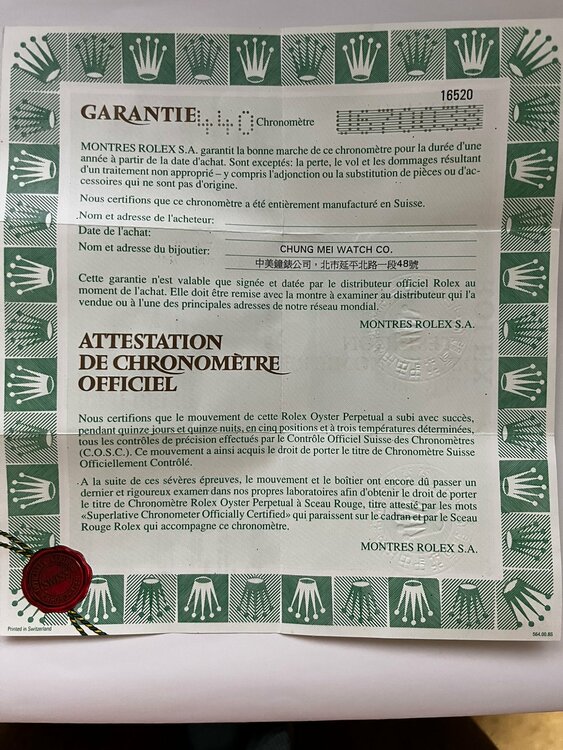 16520
GARANTIE 440 Chronomètre
MONTRES ROLEX S.A. garantit la bonne marche de ce chronomètre pour la durée d'une
année à partir de la date d'achat. Sont exceptés: la perte, le vol et les dommages résultant
d'un traitement non approprié – y compris l'adjonction ou la substitution de pièces ou d'ac-
cessoires qui ne sont pas d'origine.
Nous certifions que ce chronomètre a été entièrement manufacturé en Suisse.
Nom et adresse de l'acheteur:
Date de l'achat:
Nom et adresse du bijoutier: CHUNG MEI WATCH CO.
中美鐘錶公司，北市延平北路一段48號
Cette garantie n'est valable que signée et datée par le distributeur officiel Rolex au
moment de l'achat. Elle doit être remise avec la montre à examiner au distributeur qui l'a
vendue ou à l'une des principales adresses de notre réseau mondial.
MONTRES ROLEX S.A.
ATTESTATION
DE CHRONOMÈTRE
OFFICIEL
Nous certifions que le mouvement de cette Rolex Oyster Perpetual a subi avec succès,
pendant quinze jours et quinze nuits, en cinq positions et à trois températures déterminées,
tous les contrôles de précision effectués par le Contrôle Officiel Suisse des Chronomètres
(C.O.S.C.). Ce mouvement a ainsi acquis le droit de porter le titre de Chronomètre Suisse
Officiellement Contrôlé.
A la suite de ces sévères épreuves, le mouvement et le boîtier ont encore dû passer un
dernier et rigoureux examen dans nos propres laboratoires afin d'obtenir le droit de porter
le titre de Chronomètre Rolex Oyster Perpetual à Sceau Rouge, titre attesté par les mots
«Superlative Chronometer Officially Certified» qui paraissent sur le cadran et par le Sceau
Rouge Rolex qui accompagne ce chronomètre.
MONTRES ROLEX S.A.
Printed in Switzerland
564.00.85